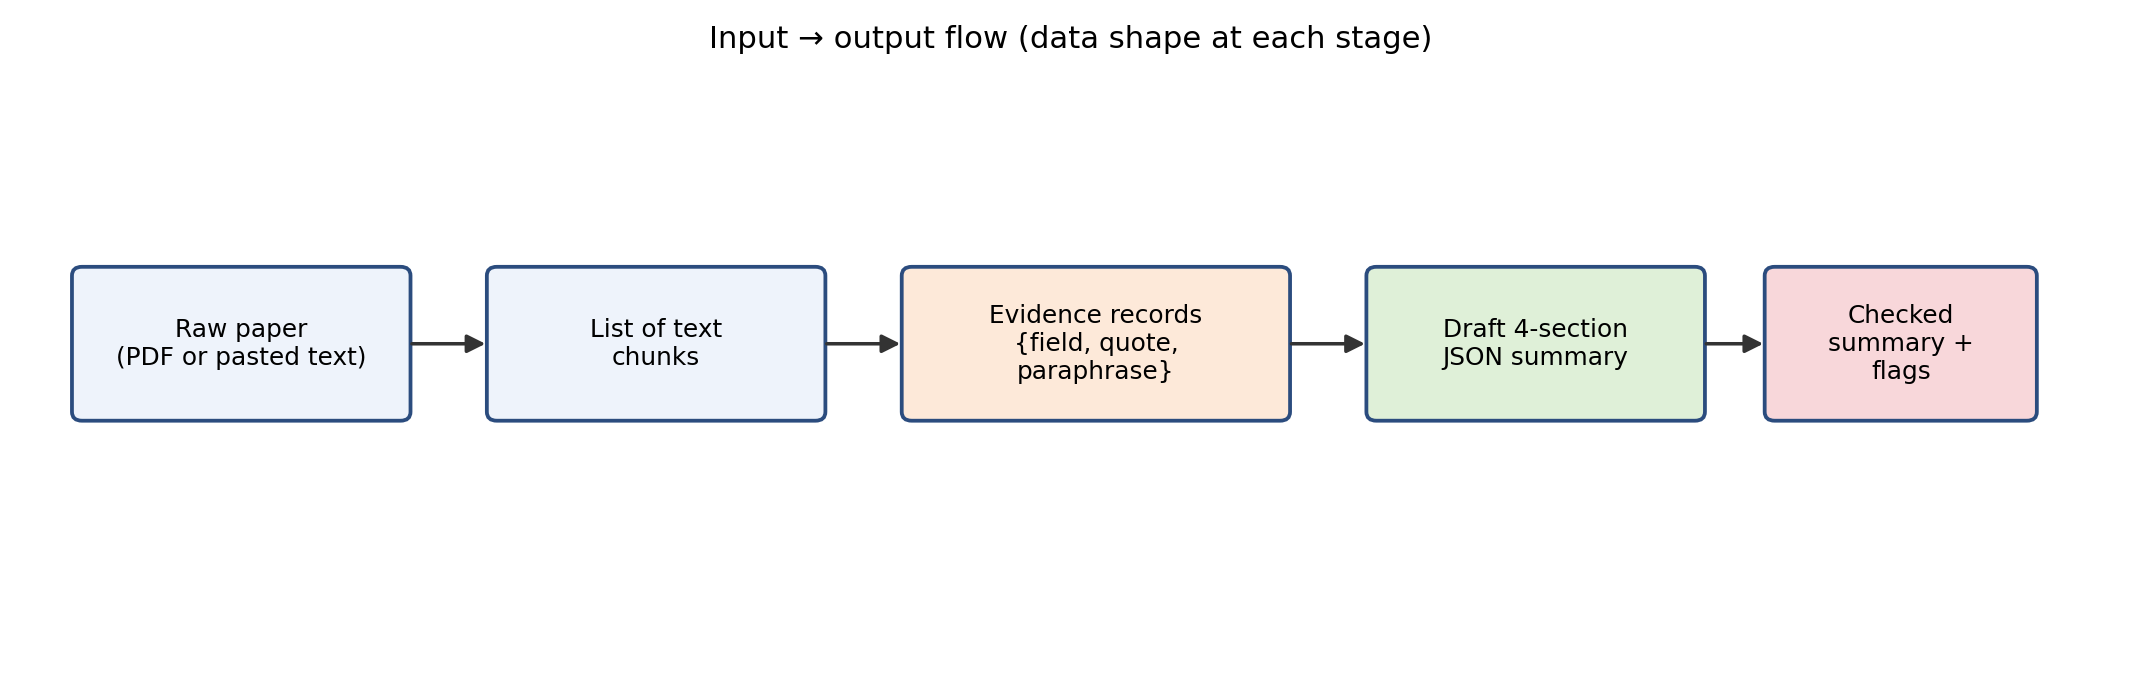 Input → output flow (data shape at each stage)
Raw paper
(PDF or pasted text)
List of text
chunks
Evidence records
{field, quote,
paraphrase}
Draft 4-section
JSON summary
Checked
summary +
flags